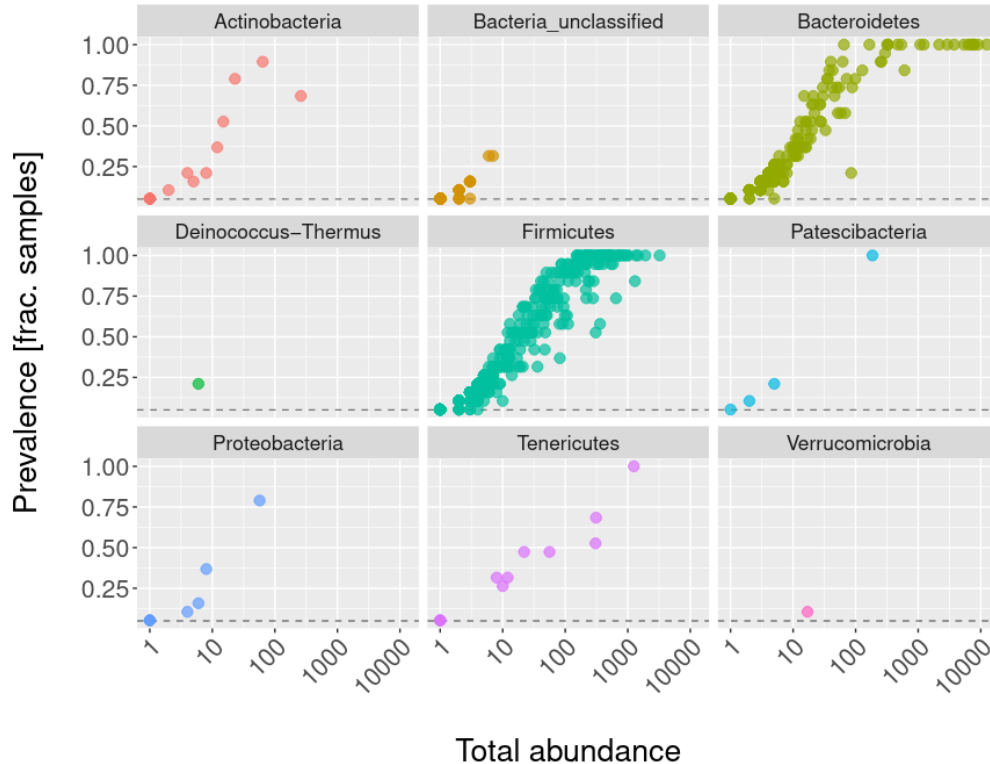 Actinobacteria
Bacteria_unclassified
Bacteroidetes
1.00
0.75
0.50
0.25
Deinococcus−Thermus
Firmicutes
Patescibacteria
1.00
0.75
0.50
0.25
Proteobacteria
Tenericutes
Verrucomicrobia
1.00
0.75
0.50
0.25
Prevalence [frac. samples)
1 10 100 1000 10000 1 10 100 1000 10000 1 10 100 1000 10000
Total abundance